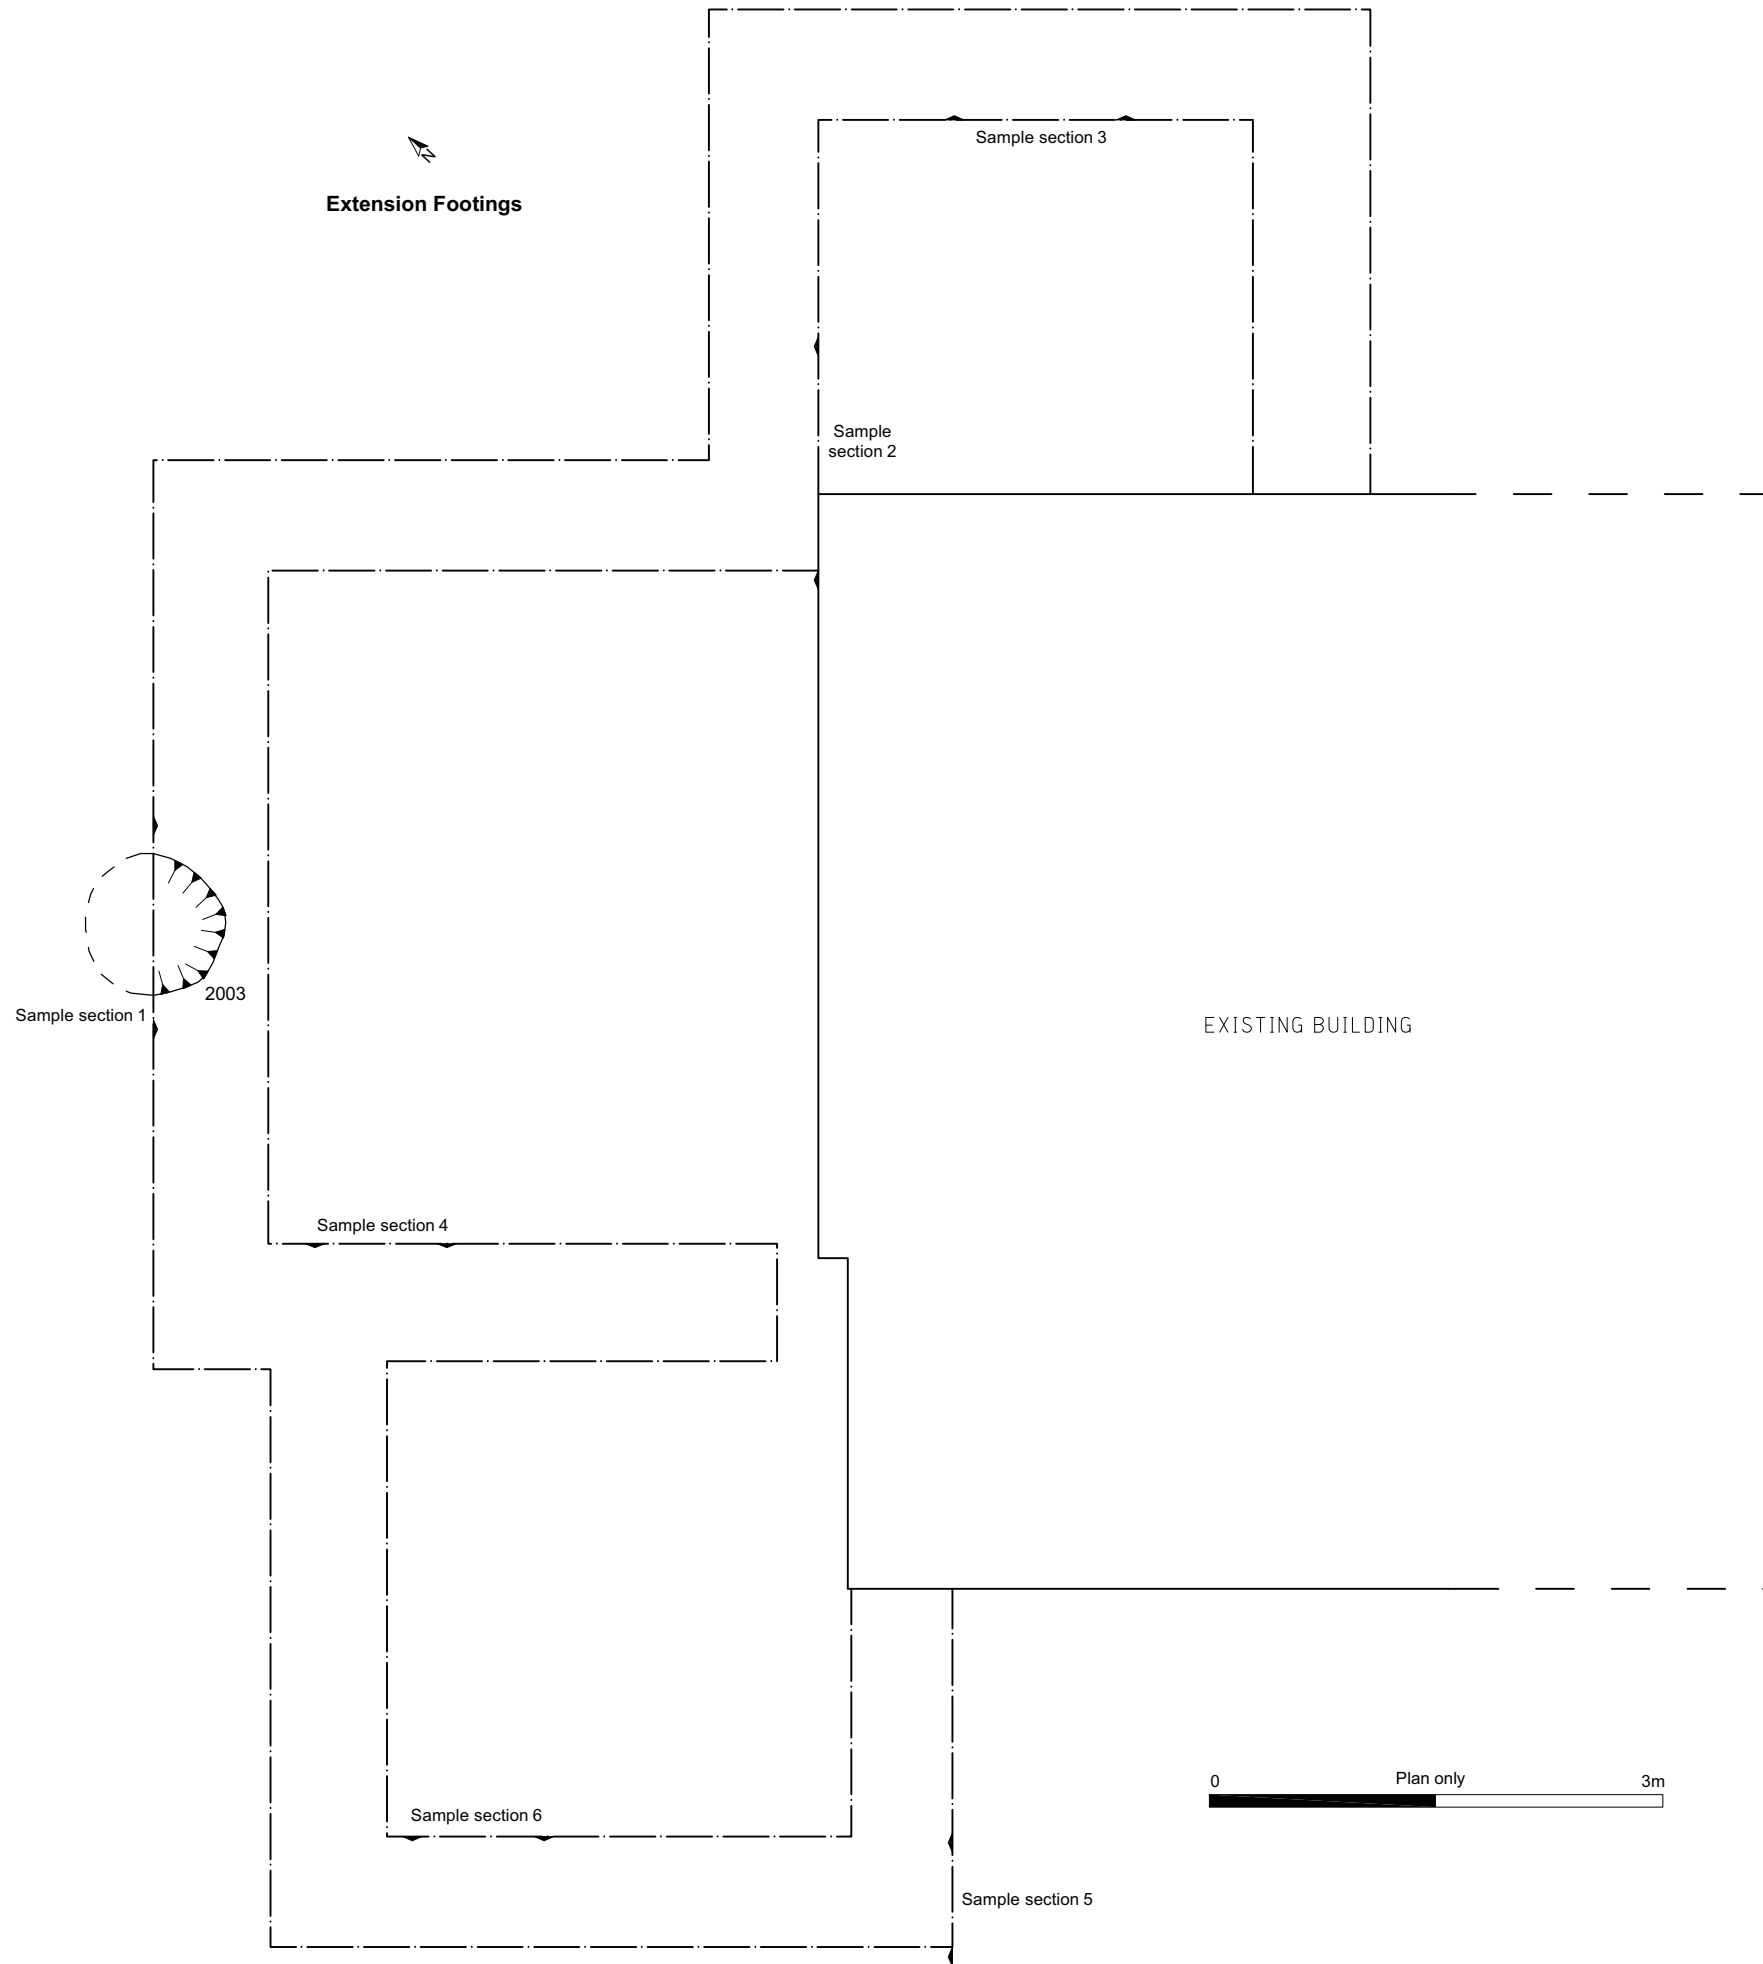 Sample section 3
N
Extension Footings
Sample
section 2
2003
Sample section 1
EXISTING BUILDING
Sample section 4
0
Plan only
3m
Sample section 6
Sample section 5